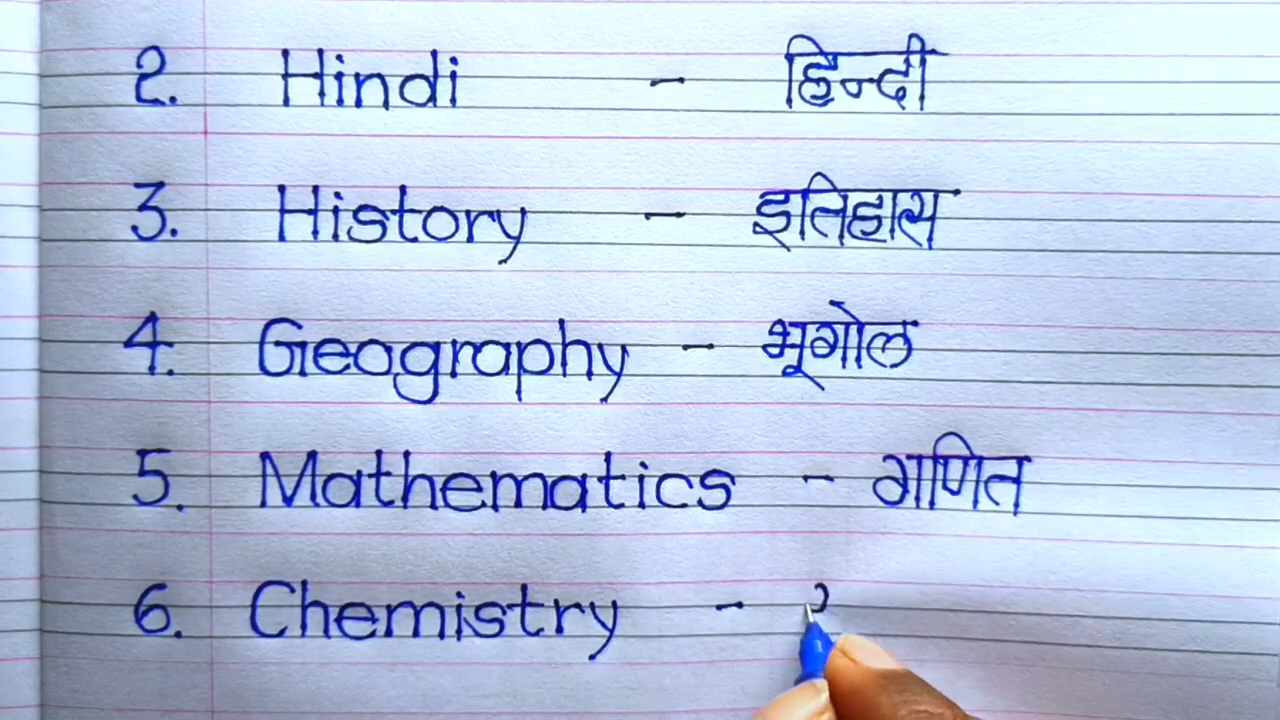 2. Hindi - हिन्दी
3. History - इतिहास
4. Geography - भूगोल
5. Mathematics - गणित
6. Chemistry -